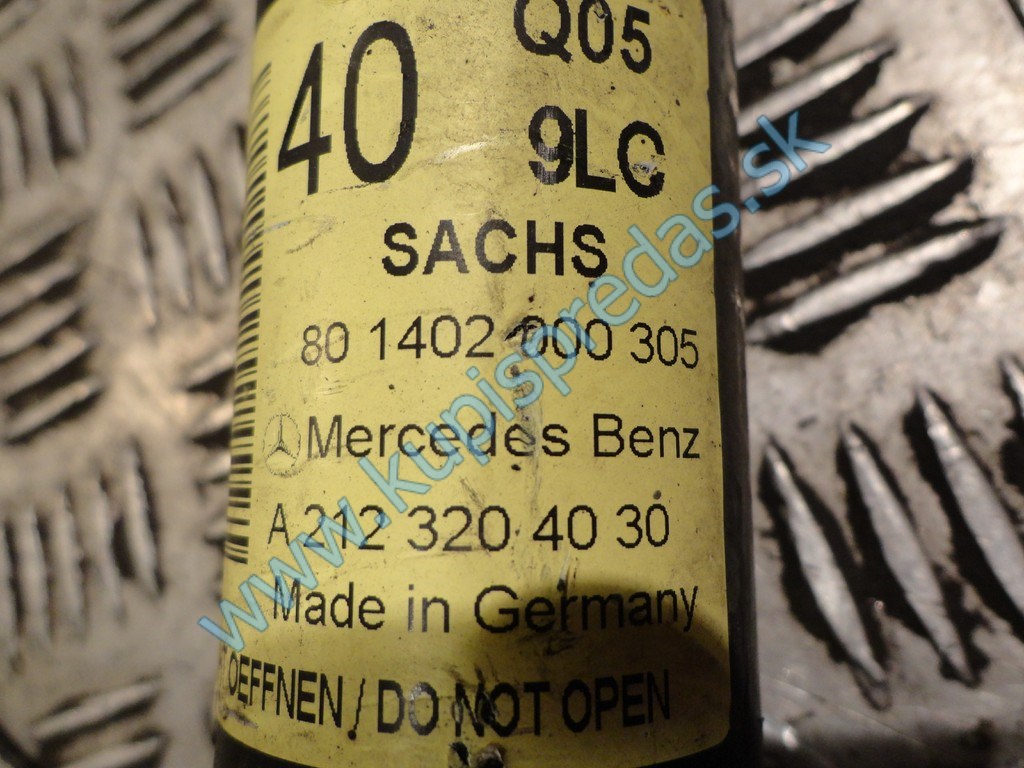 40 Q05
9LC
SACHS
80 1402 000 305
Mercedes Benz
A 212 320 40 30
Made in Germany
OEFFNEN / DO NOT OPEN
www.kupispredas.sk